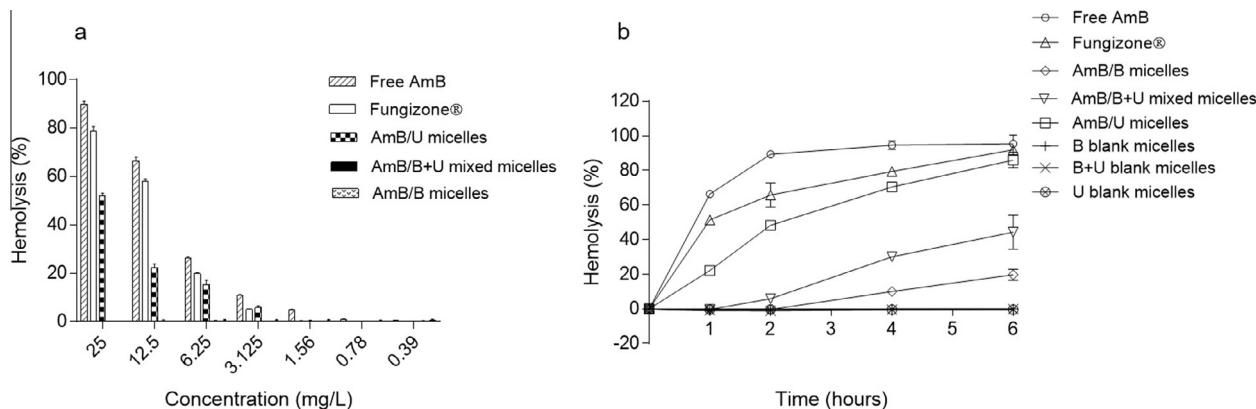 a
Hemolysis (%)
100
80
60
40
20
0
25
12.5
6.25
3.125
1.56
0.78
0.39
Concentration (mg/L)
Free AmB
Fungizone®
AmB/U micelles
AmB/B+U mixed micelles
AmB/B micelles
b
Hemolysis (%)
120
100
80
60
40
20
0
-20
1
2
3
4
5
6
Time (hours)
Free AmB
Fungizone®
AmB/B micelles
AmB/B+U mixed micelles
AmB/U micelles
B blank micelles
B+U blank micelles
U blank micelles